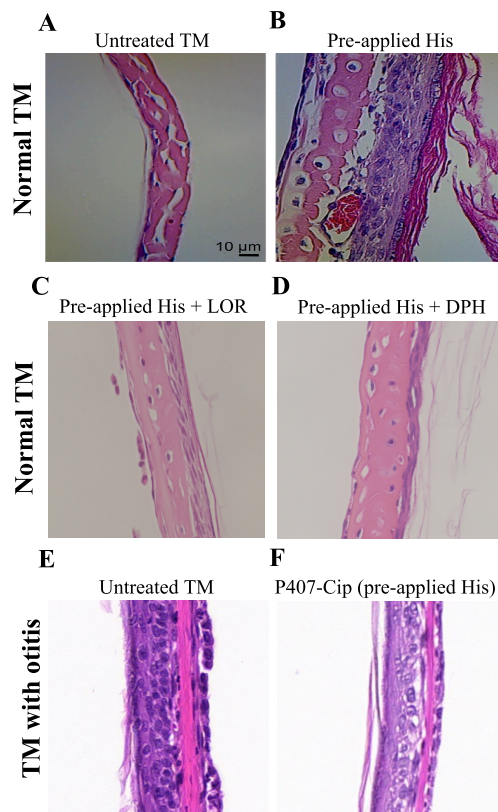 A
Untreated TM
B
Pre-applied His
Normal TM
10 µm
C
Pre-applied His + LOR
D
Pre-applied His + DPH
Normal TM
E
Untreated TM
F
P407-Cip (pre-applied His)
TM with otitis